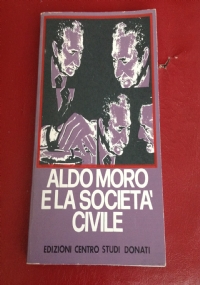 ALDO MORO
E LA SOCIETA'
CIVILE
EDIZIONI CENTRO STUDI DONATI